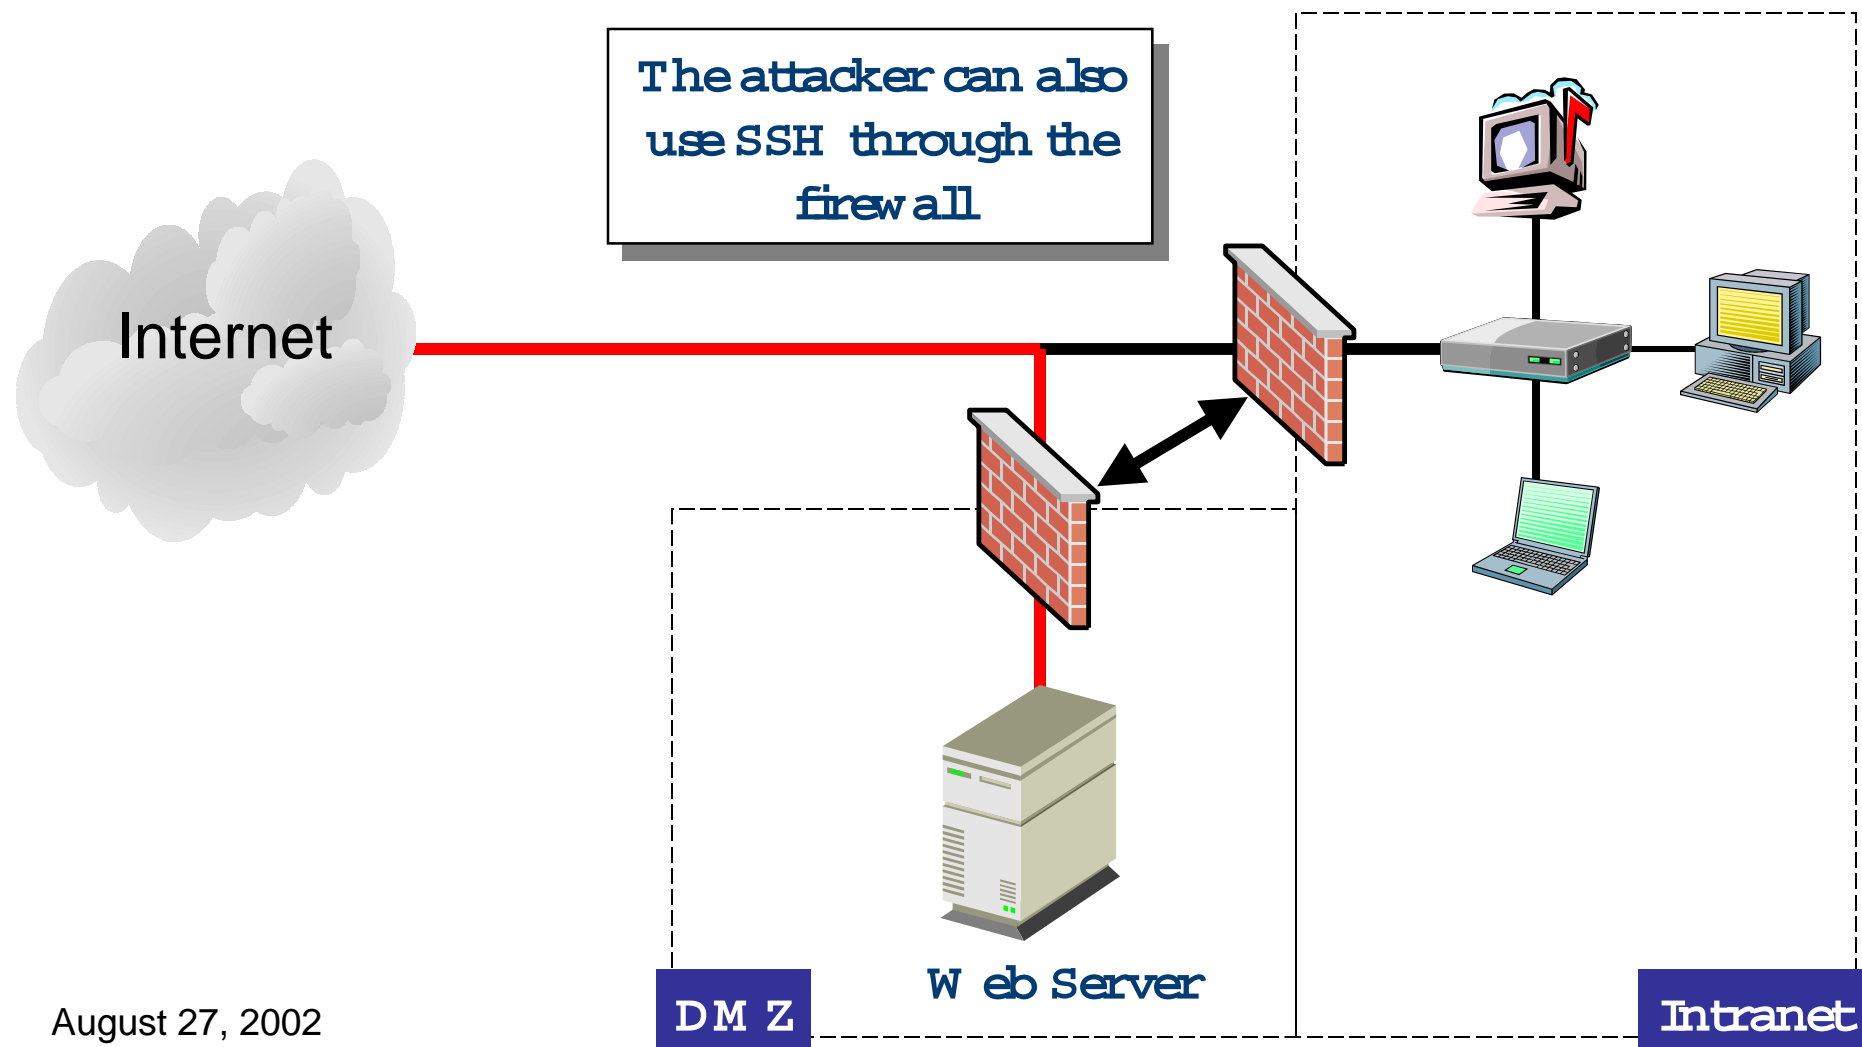 The attacker can also
use SSH through the
firewall
Internet
Web Server
DMZ
Intranet
August 27, 2002